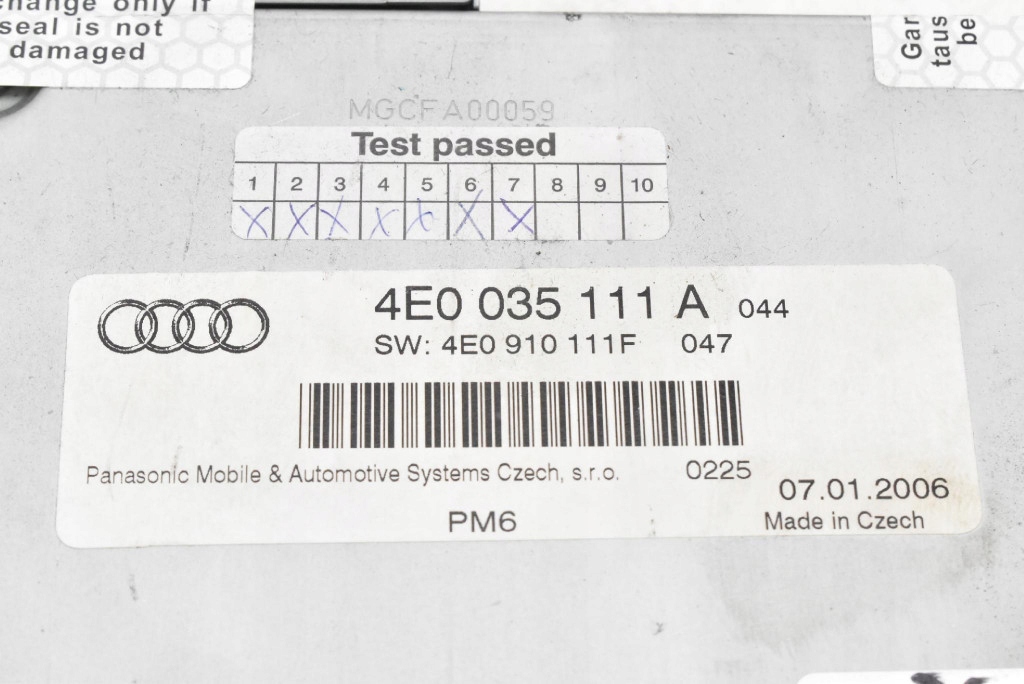 change only if
seal is not
damaged
Gar
taus
be
MGCFA00059
Test passed
1 2 3 4 5 6 7 8 9 10
X X X X X X X
4E0 035 111 A 044
SW: 4E0 910 111F 047
Panasonic Mobile & Automotive Systems Czech, s.r.o. 0225
07.01.2006
PM6
Made in Czech